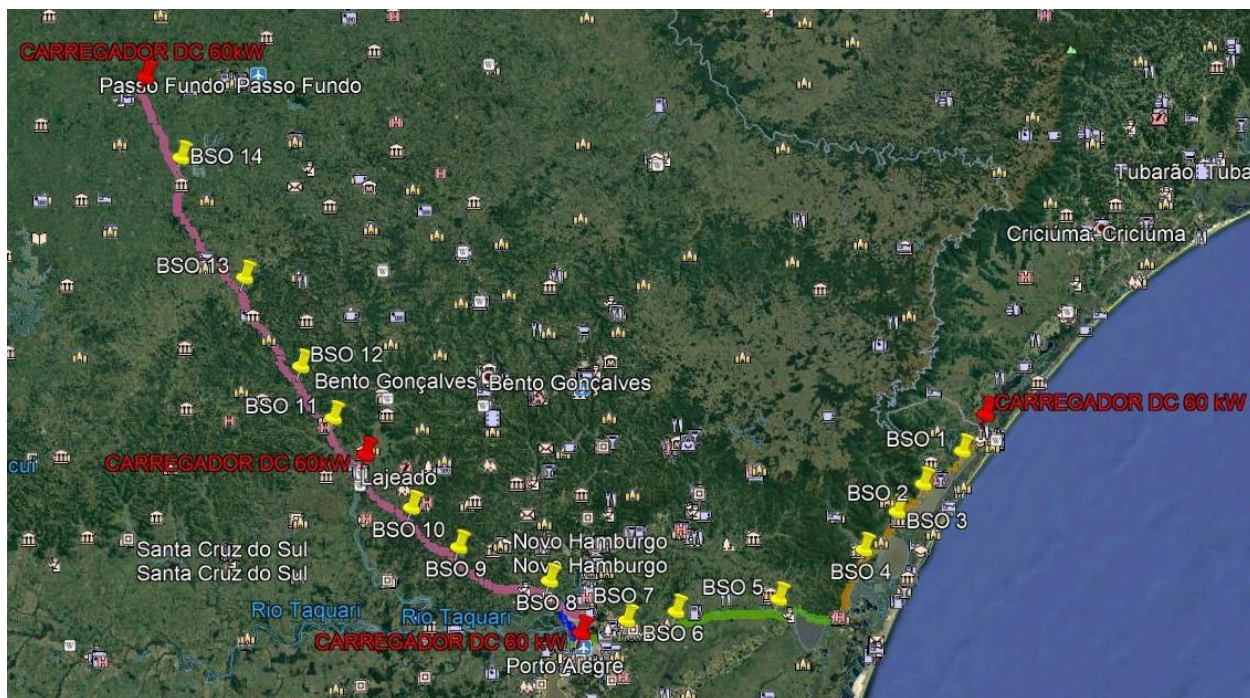 CARREGADOR DC 60kW
Passo Fundo Passo Fundo
BSO 14
Tubarão Tuba
Criciúma Criciúma
BSO 13
BSO 12
Bento Gonçalves Bento Gonçalves
BSO 11
CARREGADOR DC 60 kW
BSO 1
CARREGADOR DC 60kW
Lajeado
BSO 2
BSO 3
BSO 10
Novo Hamburgo
Santa Cruz do Sul
Novo Hamburgo
BSO 9
BSO 4
Santa Cruz do Sul
BSO 5
BSO 8
BSO 7
Rio Taquari
Rio Taquari
BSO 6
CARREGADOR DC 60 kW
Porto Alegre